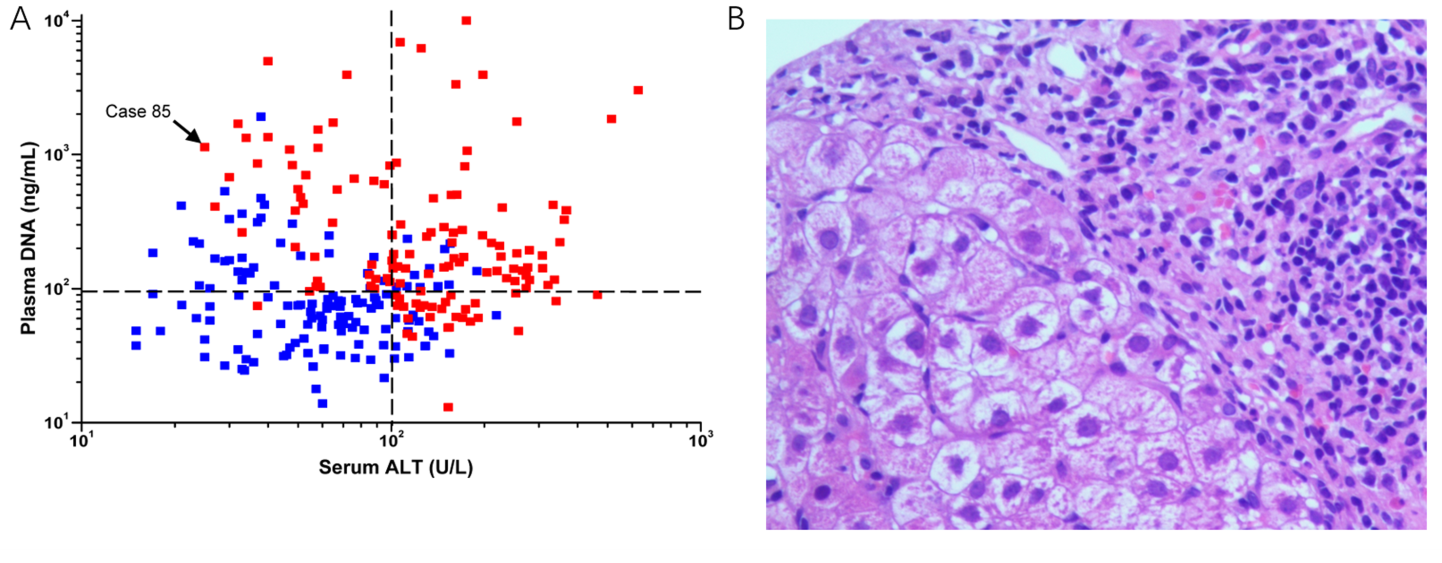 A
B
Plasma DNA (ng/mL)
10⁴
10³
10²
10¹
Case 85
10¹
10²
10³
Serum ALT (U/L)